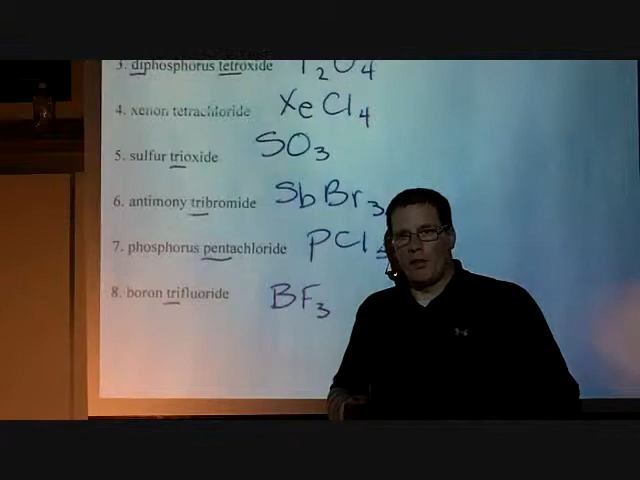 3. diphosphorus tetroxide P2O4
4. xenon tetrachloride XeCl4
5. sulfur trioxide SO3
6. antimony tribromide SbBr3
7. phosphorus pentachloride PCl
8. boron trifluoride BF3